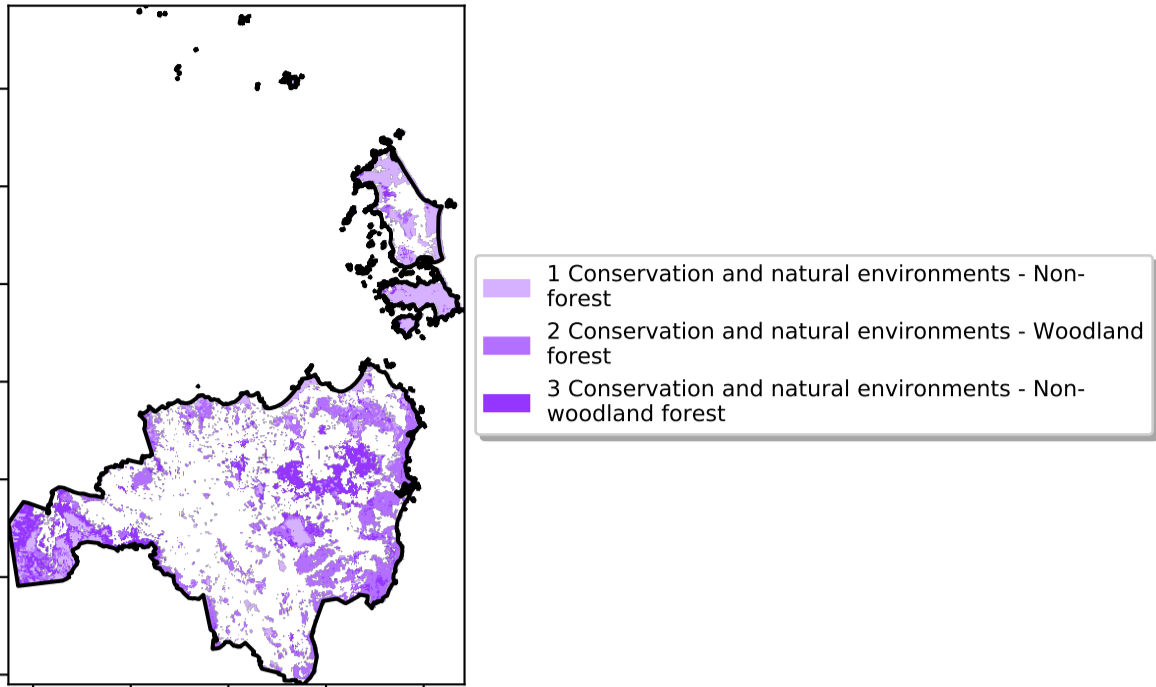 1 Conservation and natural environments - Non-
forest
2 Conservation and natural environments - Woodland
forest
3 Conservation and natural environments - Non-
woodland forest